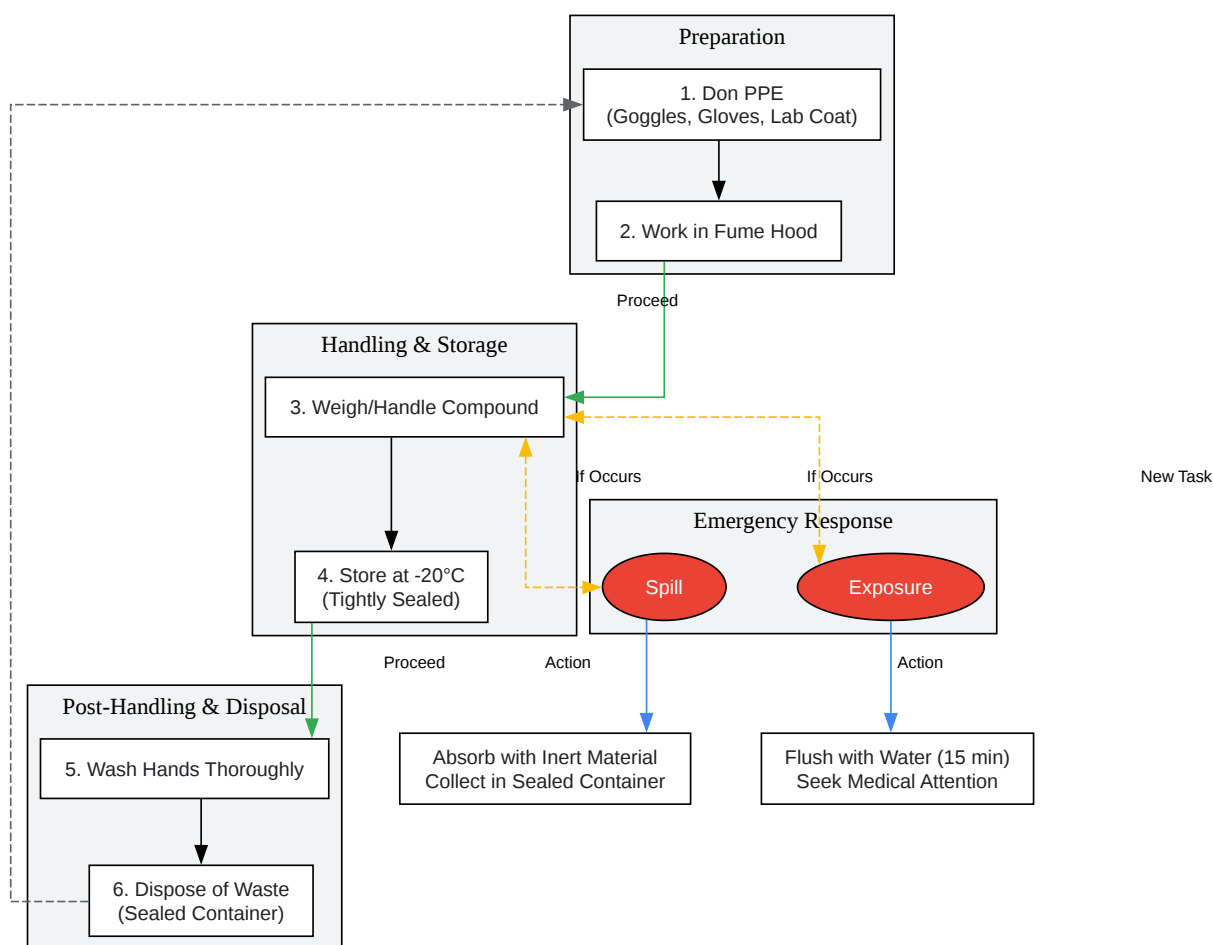 Preparation
1. Don PPE
(Goggles, Gloves, Lab Coat)
2. Work in Fume Hood
Proceed
Handling & Storage
3. Weigh/Handle Compound
If Occurs
If Occurs
New Task
Emergency Response
4. Store at -20°C
(Tightly Sealed)
Spill
Exposure
Proceed
Action
Action
Post-Handling & Disposal
5. Wash Hands Thoroughly
Absorb with Inert Material
Collect in Sealed Container
Flush with Water (15 min)
Seek Medical Attention
6. Dispose of Waste
(Sealed Container)